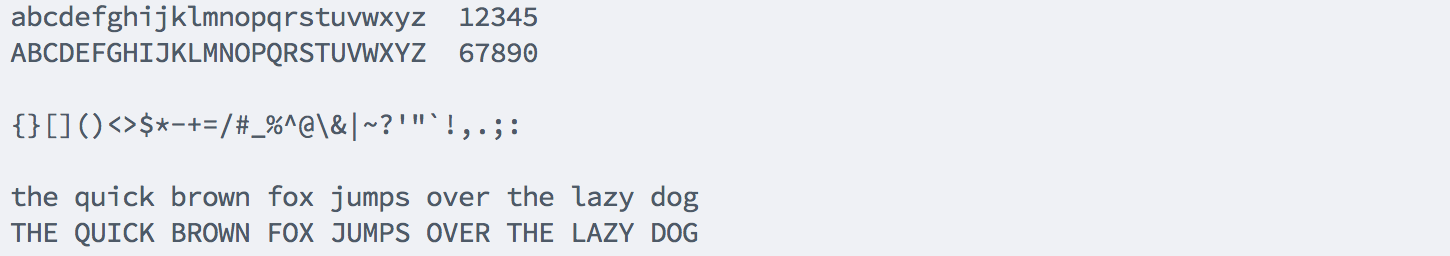 abcdefghijklmnopqrstuvwxyz  12345
ABCDEFGHIJKLMNOPQRSTUVWXYZ  67890
{}[]()<>$*-+=/#_%^@\&|~?'"`!,.;:
the quick brown fox jumps over the lazy dog
THE QUICK BROWN FOX JUMPS OVER THE LAZY DOG